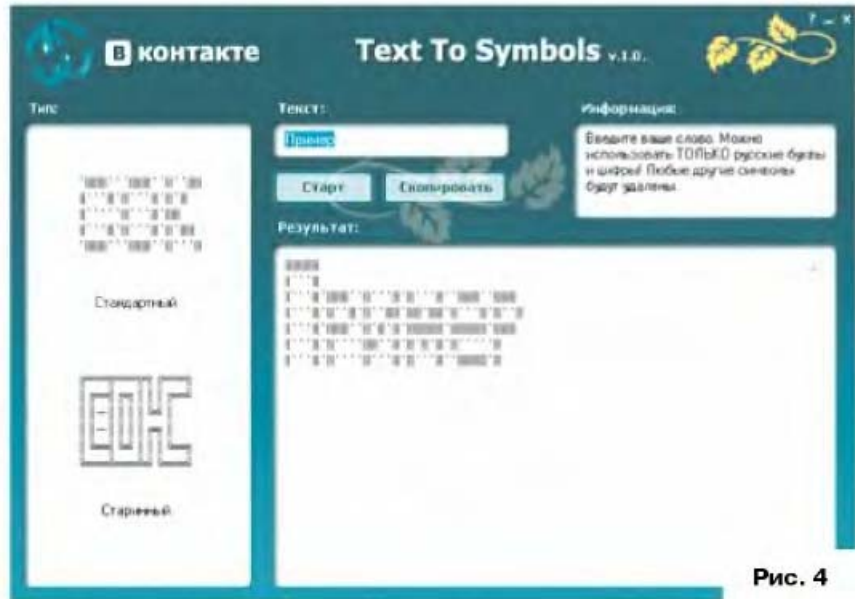 В контакте
Text To Symbols v.1.0.
? – ×
Тип:
Текст:
Информация:
Пример
Введите ваше слово. Можно
использовать ТОЛЬКО русские буквы
и цифры! Любые другие символы
будут удалены.
Старт
Скопировать
Результат:
Стандартный
Старинный
Рис. 4